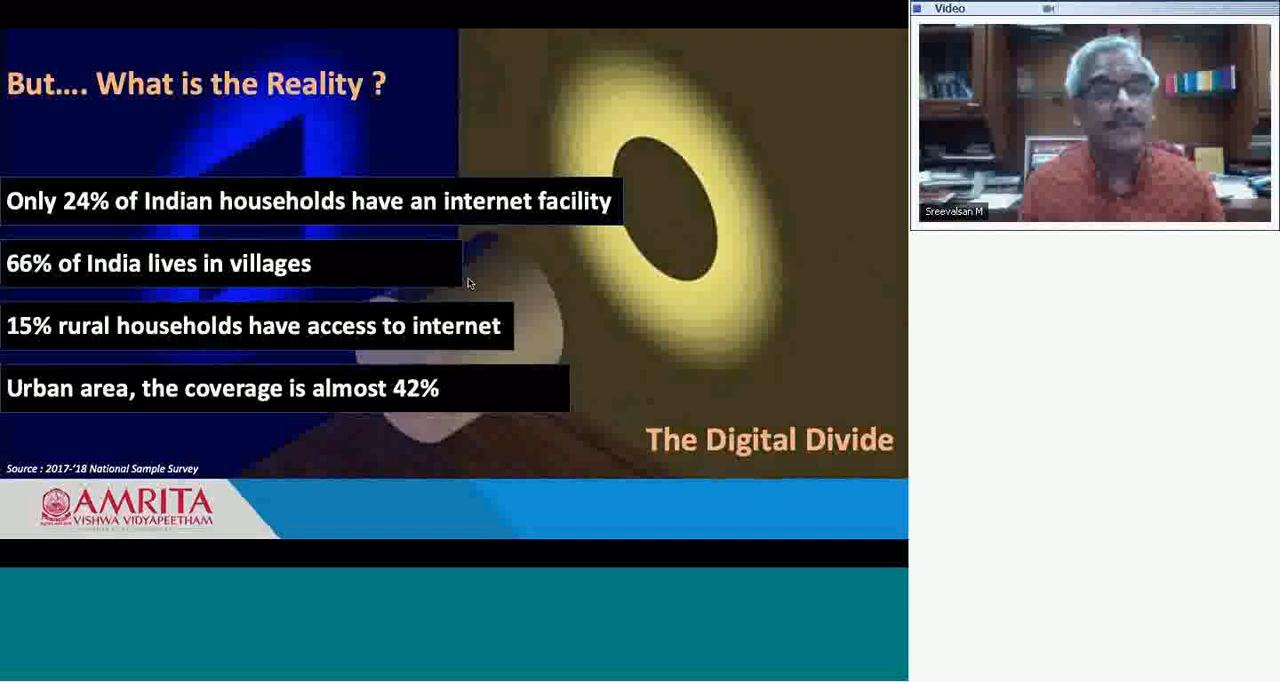 But.... What is the Reality ?
Only 24% of Indian households have an internet facility
66% of India lives in villages
15% rural households have access to internet
Urban area, the coverage is almost 42%
The Digital Divide
Source : 2017-'18 National Sample Survey
AMRITA
VISHWA VIDYAPEETHAM
Video
Sreevalsan M